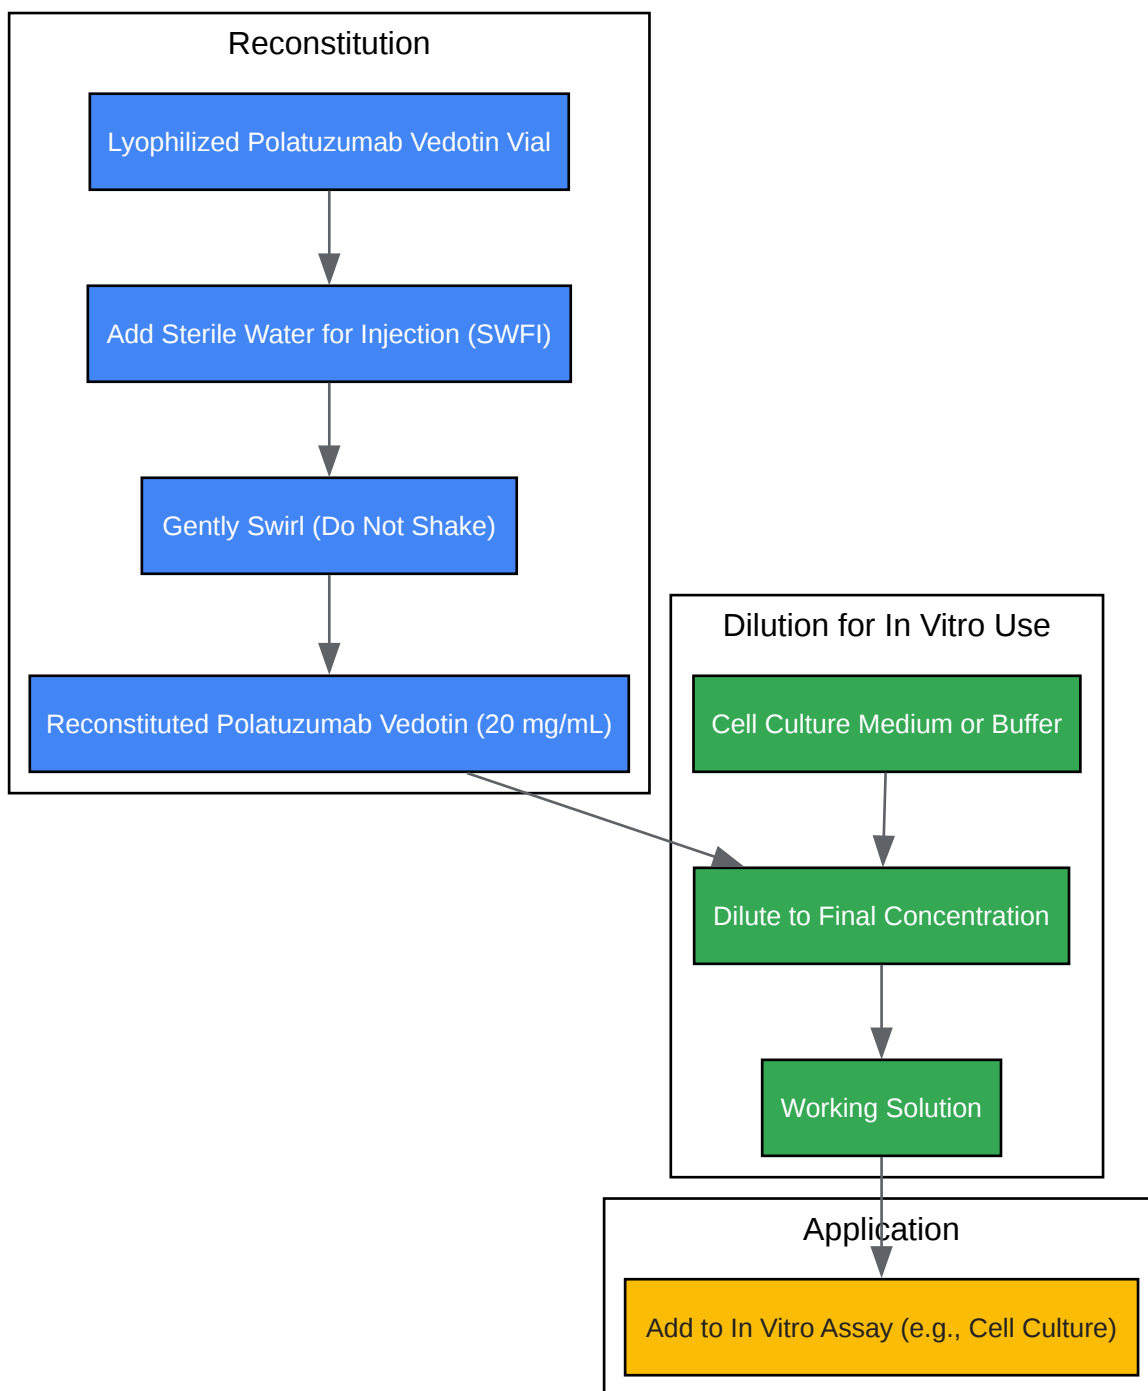 Reconstitution
Lyophilized Polatuzumab Vedotin Vial
Add Sterile Water for Injection (SWFI)
Gently Swirl (Do Not Shake)
Reconstituted Polatuzumab Vedotin (20 mg/mL)
Dilution for In Vitro Use
Cell Culture Medium or Buffer
Dilute to Final Concentration
Working Solution
Application
Add to In Vitro Assay (e.g., Cell Culture)